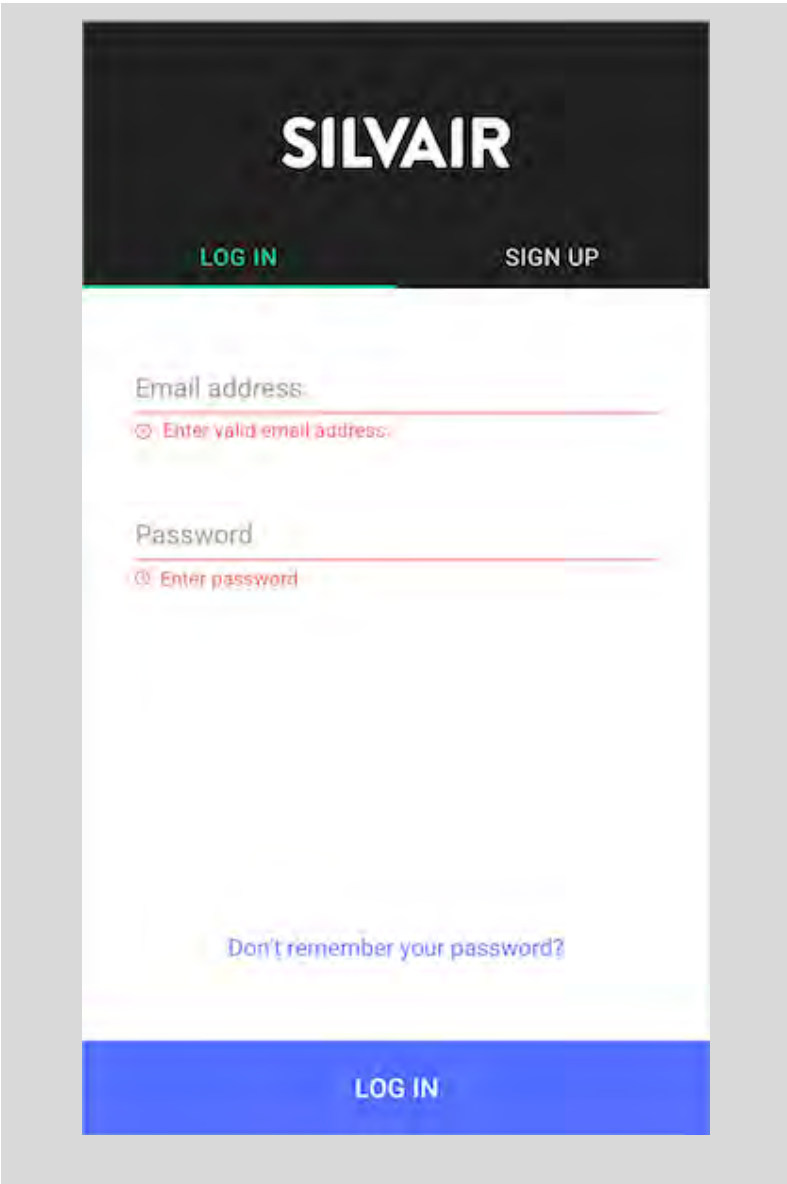 SILVAIR
LOG IN
SIGN UP
Email address
Enter valid email address.
Password
Enter password
Don't remember your password?
LOG IN